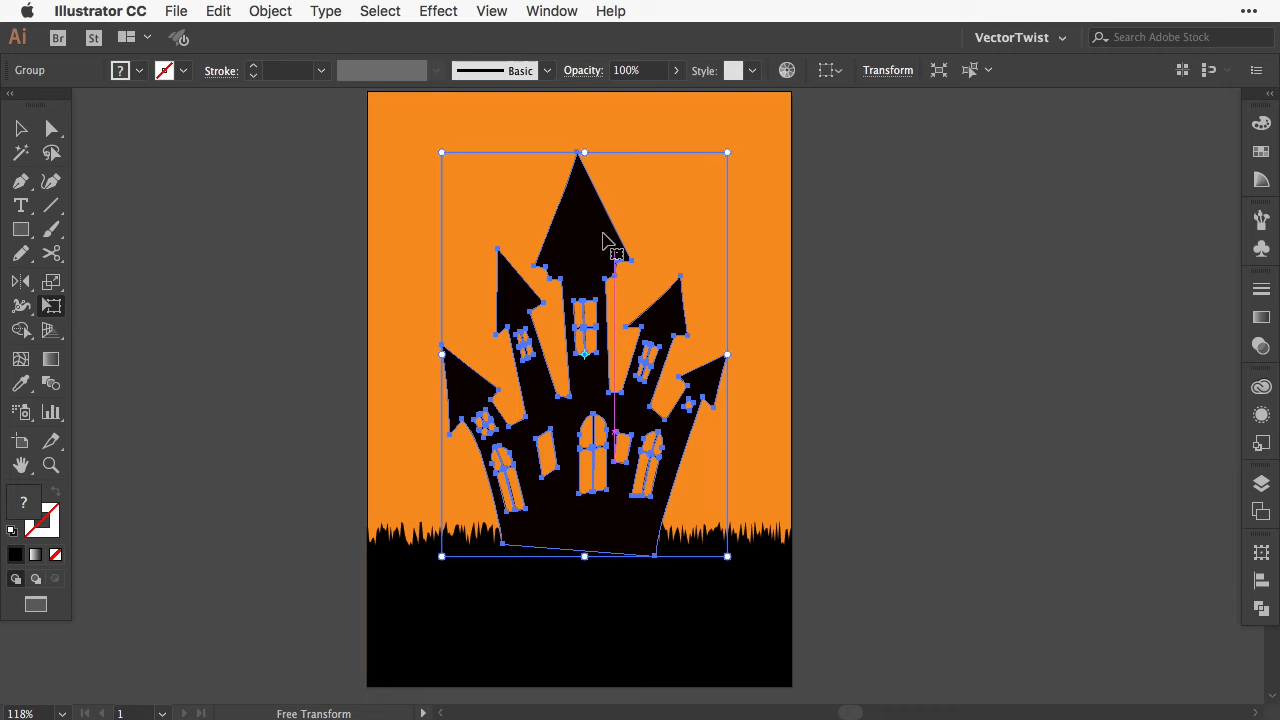 Illustrator CC File Edit Object Type Select Effect View Window Help
Ai Br St VectorTwist Search Adobe Stock
Group ? Stroke: Basic Opacity: 100% Style: Transform
T
?
118% 1 Free Transform